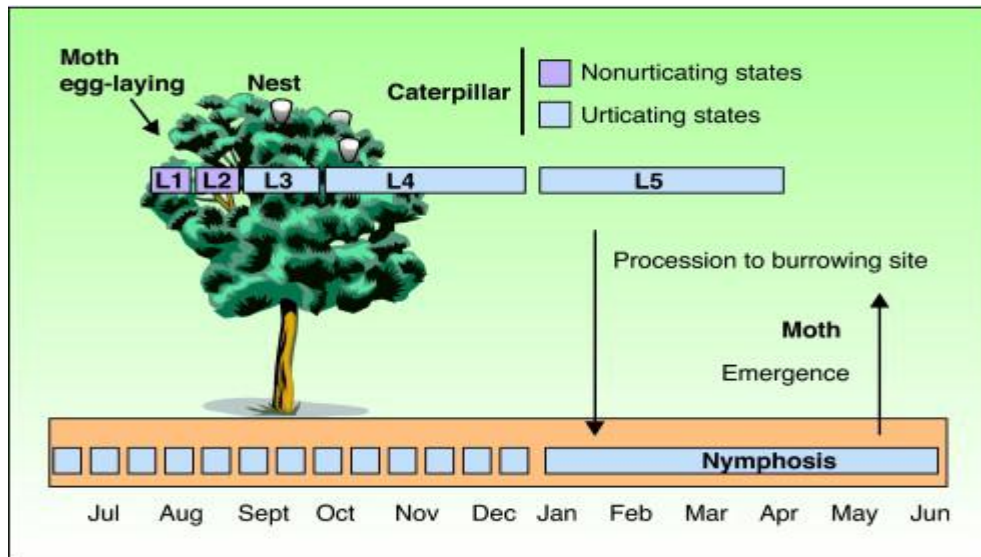 Moth
egg-laying
Nest
Caterpillar
Nonurticating states
Urticating states
L1 L2 L3 L4 L5
Procession to burrowing site
Moth
Emergence
Nymphosis
Jul Aug Sept Oct Nov Dec Jan Feb Mar Apr May Jun